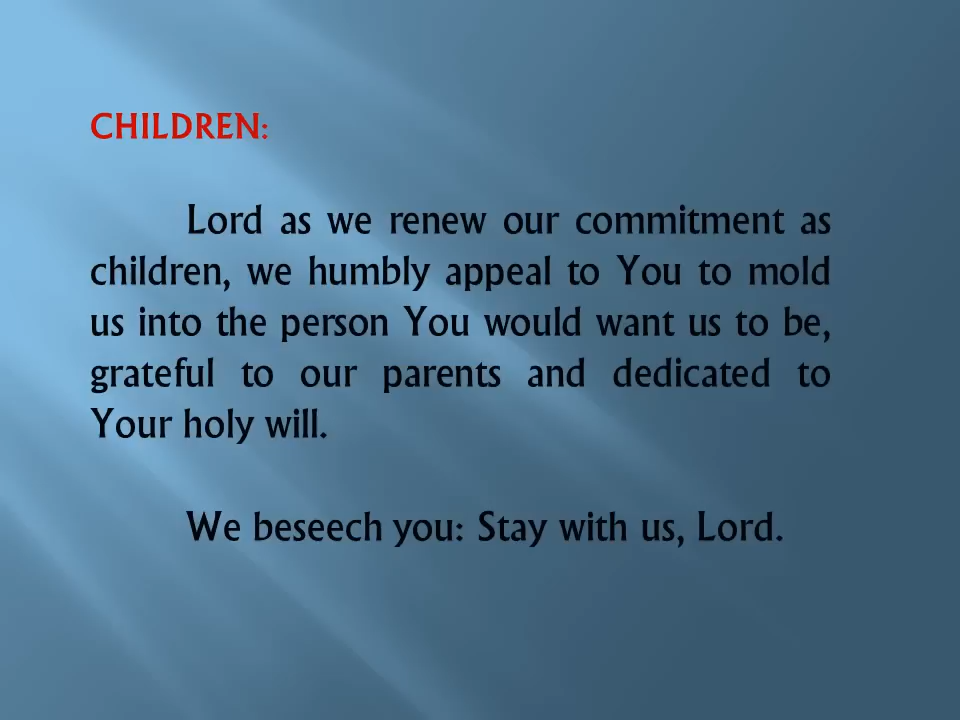 CHILDREN:
Lord as we renew our commitment as
children, we humbly appeal to You to mold
us into the person You would want us to be,
grateful to our parents and dedicated to
Your holy will.
We beseech you: Stay with us, Lord.